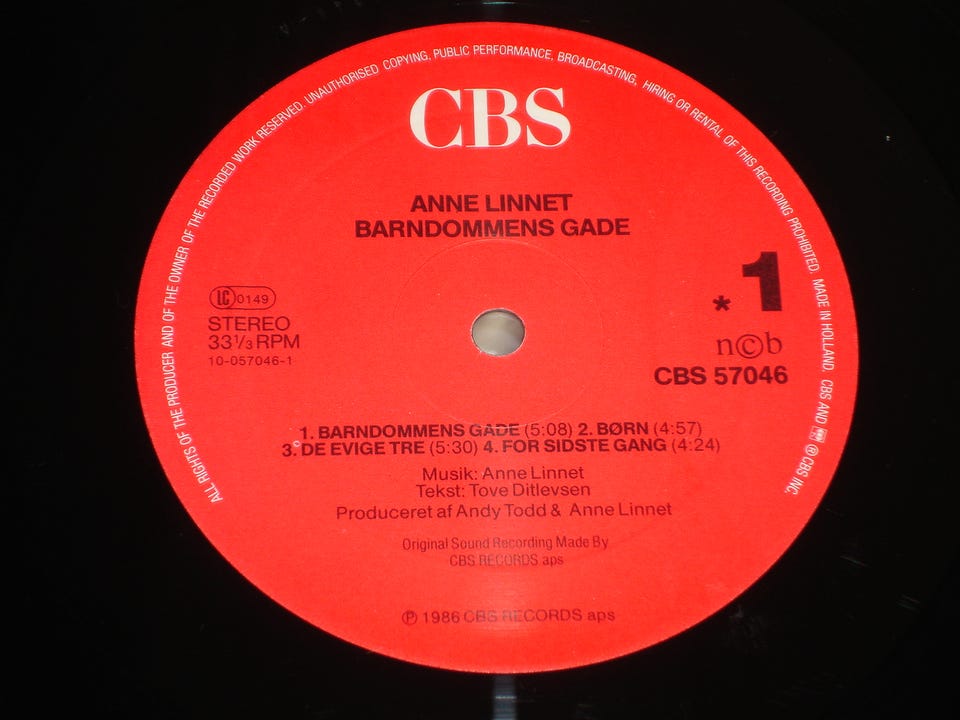 ALL RIGHTS OF THE PRODUCER AND OF THE OWNER OF THE RECORDED WORK RESERVED. UNAUTHORISED COPYING, PUBLIC PERFORMANCE, BROADCASTING, HIRING OR RENTAL OF THIS RECORDING PROHIBITED. MADE IN HOLLAND. CBS AND ® CBS INC.
CBS
ANNE LINNET
BARNDOMMENS GADE
* 1
LC 0149
STEREO
33⅓ RPM
10-057046-1
n©b
CBS 57046
1. BARNDOMMENS GADE (5:08) 2. BØRN (4:57)
3. DE EVIGE TRE (5:30) 4. FOR SIDSTE GANG (4:24)
Musik: Anne Linnet
Tekst: Tove Ditlevsen
Produceret af Andy Todd & Anne Linnet
Original Sound Recording Made By
CBS RECORDS aps
℗ 1986 CBS RECORDS aps